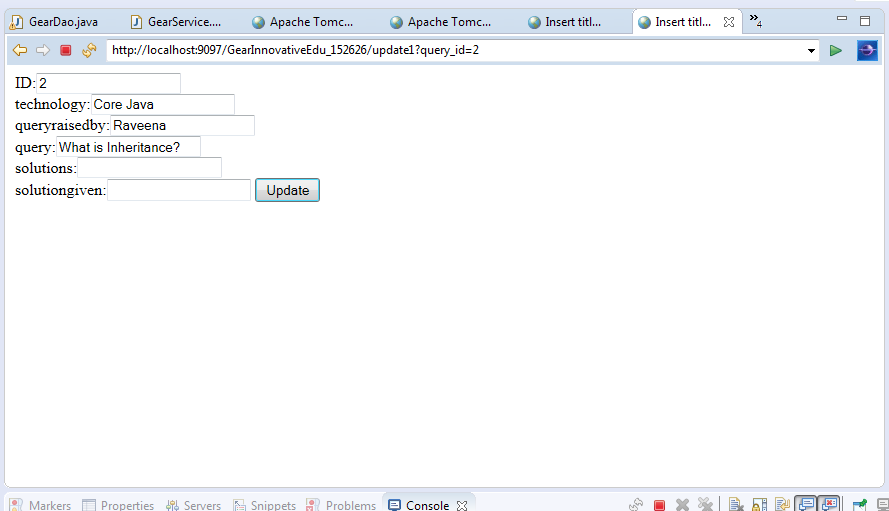 GearDao.java GearService.... Apache Tomc... Apache Tomc... Insert titl... Insert titl... »4
http://localhost:9097/GearInnovativeEdu_152626/update1?query_id=2
ID: 2
technology: Core Java
queryraisedby: Raveena
query: What is Inheritance?
solutions:
solutiongiven: Update
Markers Properties Servers Snippets Problems Console